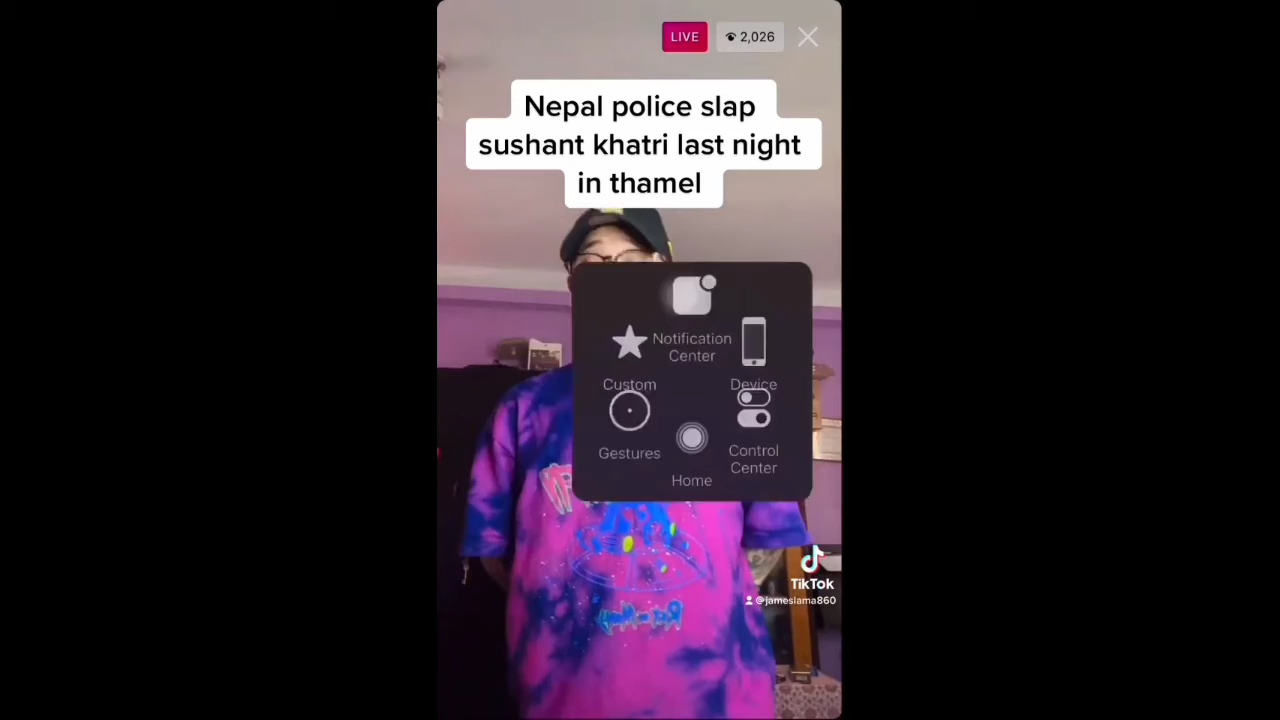 LIVE
2,026
Nepal police slap
sushant khatri last night
in thamel
Notification
Center
Custom
Device
Gestures
Control
Center
Home
TikTok
@jameslama860